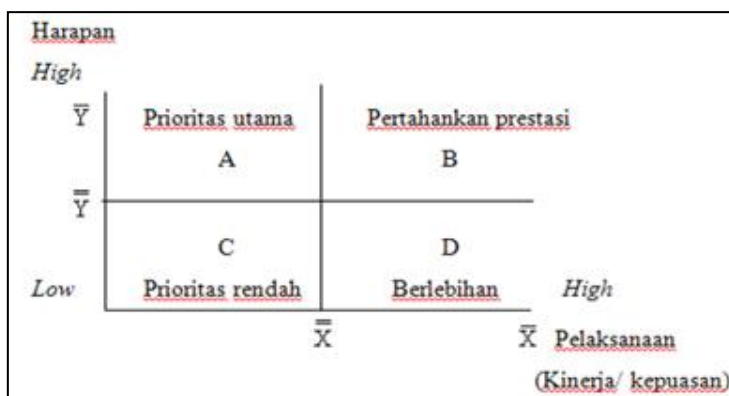 Harapan
High
Y̅ Prioritas utama Pertahankan prestasi
A B
Y̿
C D
Low Prioritas rendah Berlebihan High
X̿ X̅ Pelaksanaan
(Kinerja/ kepuasan)